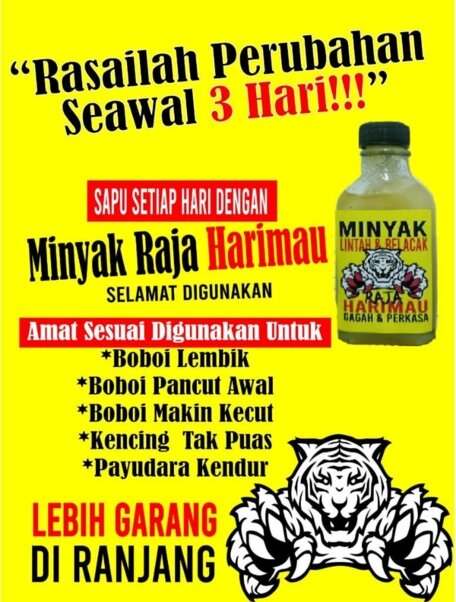 “Rasailah Perubahan
Seawal 3 Hari!!!”
SAPU SETIAP HARI DENGAN
Minyak Raja Harimau
SELAMAT DIGUNAKAN
MINYAK
LINTAH & BELACAK
RAJA
HARIMAU
GAGAH & PERKASA
Amat Sesuai Digunakan Untuk
*Boboi Lembik
*Boboi Pancut Awal
*Boboi Makin Kecut
*Kencing Tak Puas
*Payudara Kendur
LEBIH GARANG
DI RANJANG